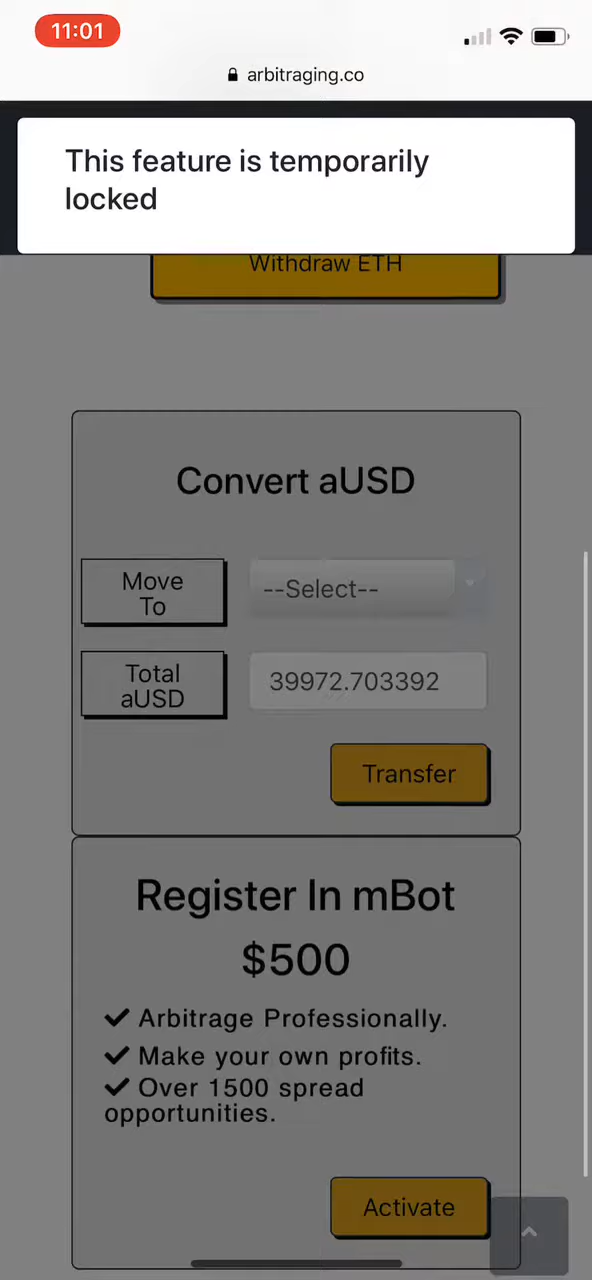 11:01
arbitraging.co
This feature is temporarily
locked
Withdraw ETH
Convert aUSD
Move
To
--Select--
Total
aUSD
39972.703392
Transfer
Register In mBot
$500
Arbitrage Professionally.
Make your own profits.
Over 1500 spread
opportunities.
Activate